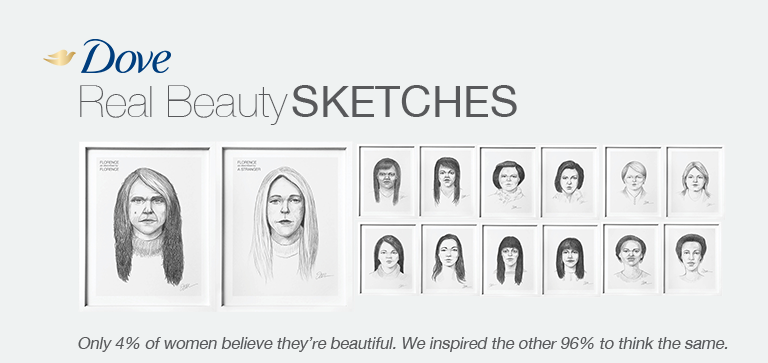 Dove
Real Beauty SKETCHES
FLORENCE
FLORENCE
FLORENCE
A STRANGER
Only 4% of women believe they're beautiful. We inspired the other 96% to think the same.